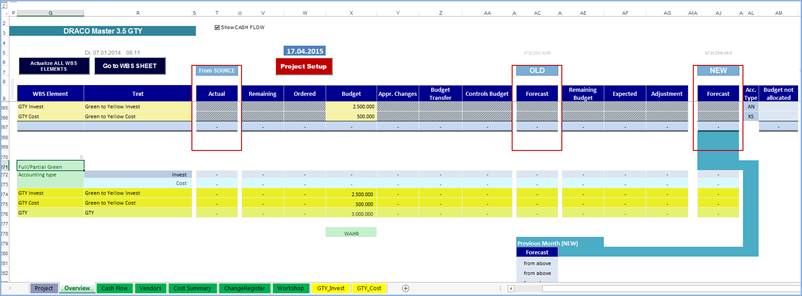 P Q R S T U V W X Y Z AA AB AC AD AE AF AG AH AI AJ A AL AB
DRACO Master 3.5 GTY
Show CASH FLOW
Di. 07.01.2014 08:11
17.04.2015
Actualize ALL WBS ELEMENTS
Go to WBS SHEET
From SOURCE
Project Setup
OLD
NEW
WBS Element Text Actual Remaining Ordered Budget Appr. Changes Budget Transfer Controls Budget Forecast Remaining Budget Expected Adjustment Forecast Acc. Type Budget not allocated
GTY Invest Green to Yellow Invest 2.500.000 AN
GTY Cost Green to Yellow Cost 500.000 KS
Full/Partial Green
Accounting type Invest
Cost
GTY Invest Green to Yellow Invest 2.500.000
GTY Cost Green to Yellow Cost 500.000
GTY GTY 3.000.000
WAHR
Previous Month (NEW)
Forecast
from above
from above
from above
Project Overview Cash Flow Vendors Cost Summary ChangeRegister Workshop GTY_Invest GTY_Cost